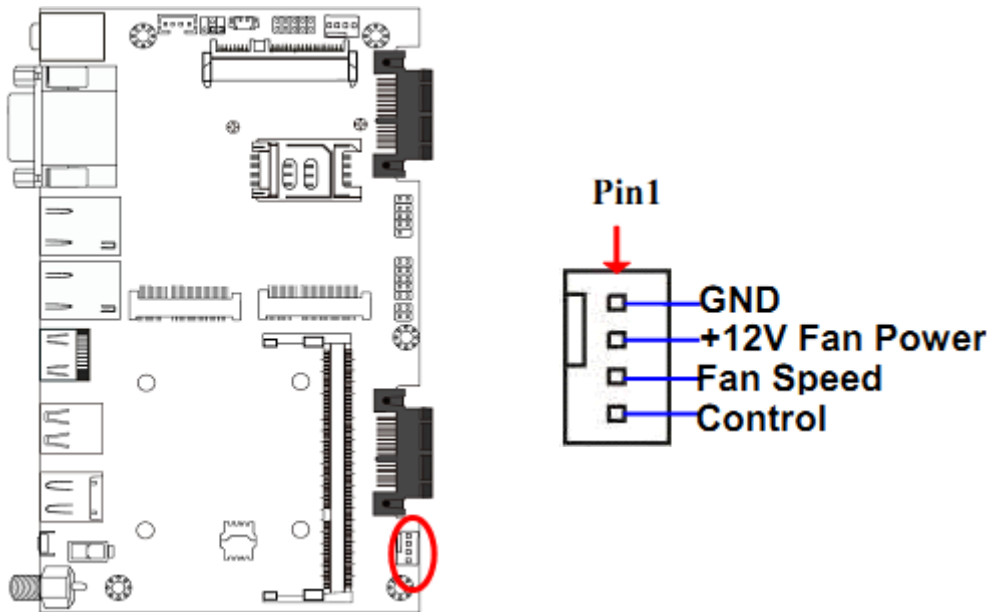 Pin1
GND
+12V Fan Power
Fan Speed
Control